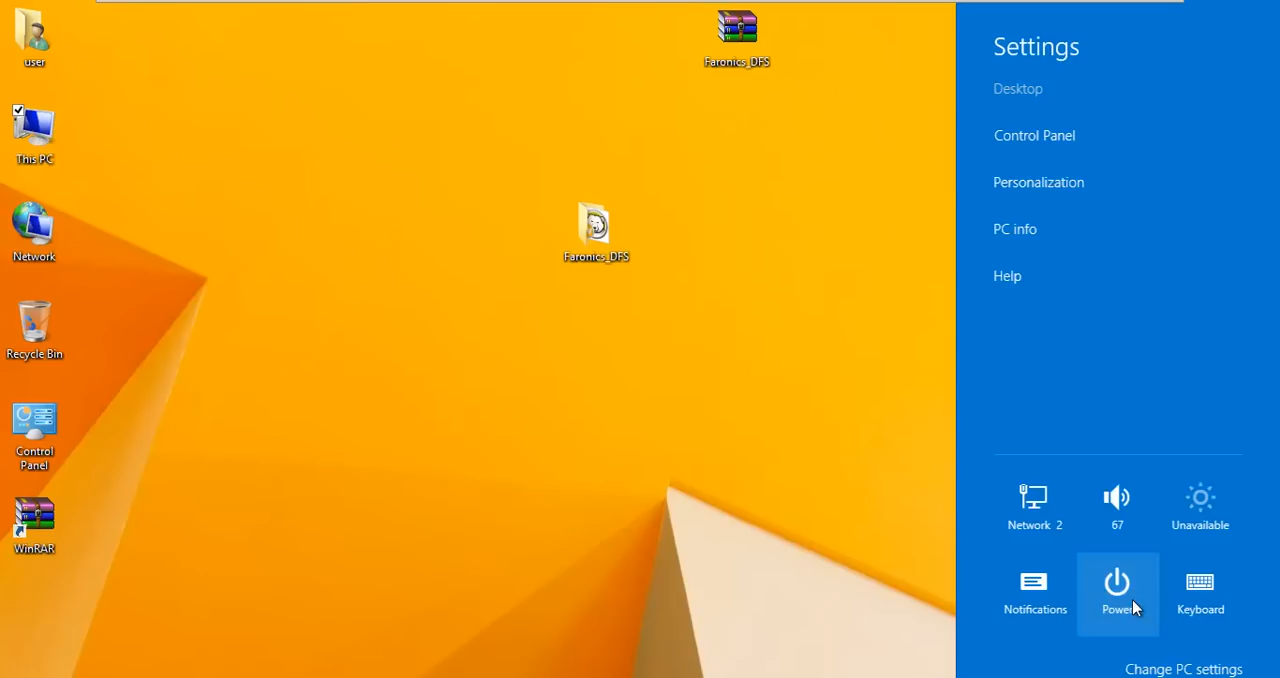 user
This PC
Network
Recycle Bin
Control
Panel
WinRAR
Faronics_DFS
Faronics_DFS
Settings
Desktop
Control Panel
Personalization
PC info
Help
Network 2
67
Unavailable
Notifications
Power
Keyboard
Change PC settings